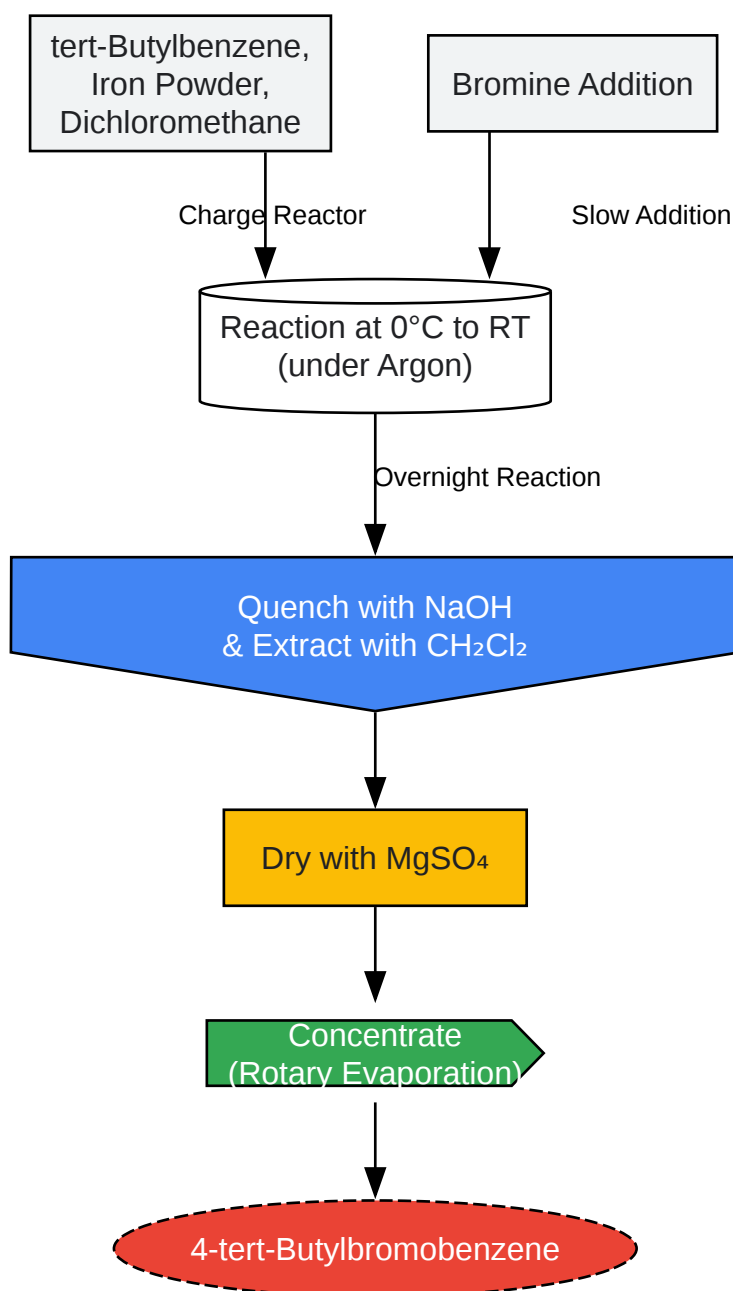 tert-Butylbenzene,
Iron Powder,
Dichloromethane
Bromine Addition
Charge Reactor
Slow Addition
Reaction at 0°C to RT
(under Argon)
Overnight Reaction
Quench with NaOH
& Extract with CH₂Cl₂
Dry with MgSO₄
Concentrate
(Rotary Evaporation)
4-tert-Butylbromobenzene